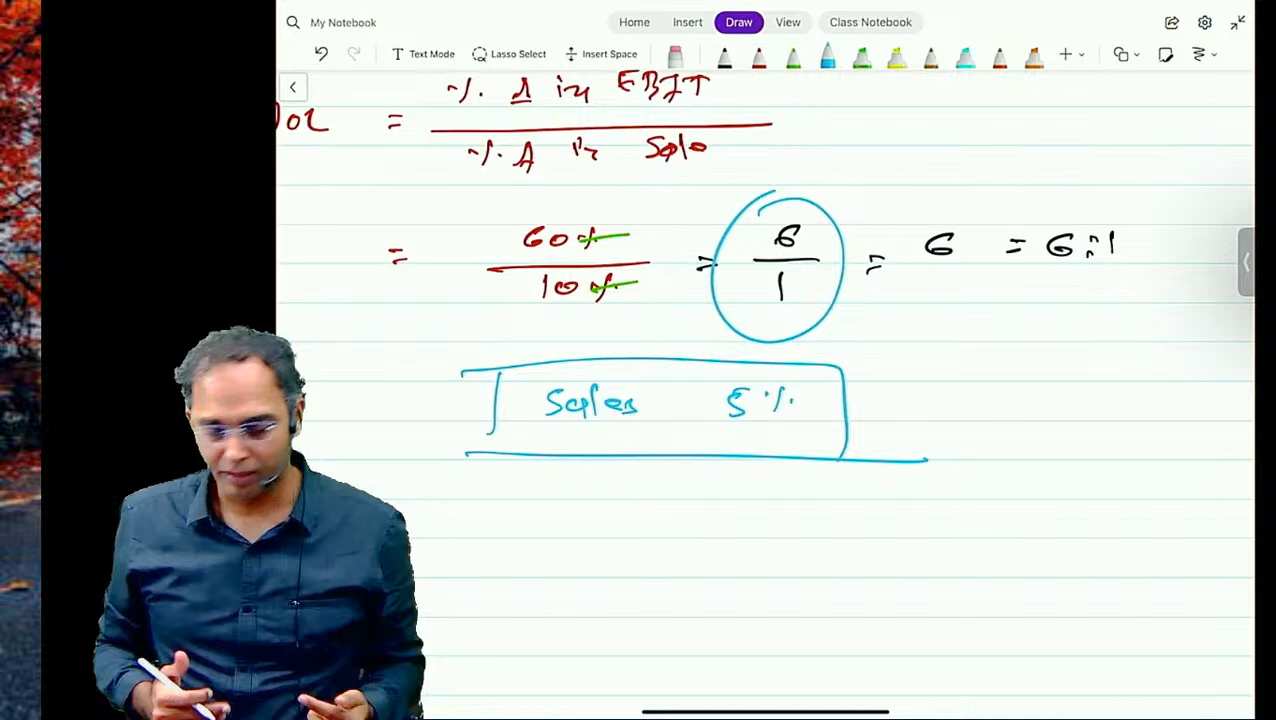 My Notebook
Home Insert Draw View Class Notebook
Text Mode Lasso Select Insert Space
%. Δ in EBIT
DOL = 
%. Δ in Sales
= 60% / 10% = 6 / 1 = 6 = 6:1
Sales 5%